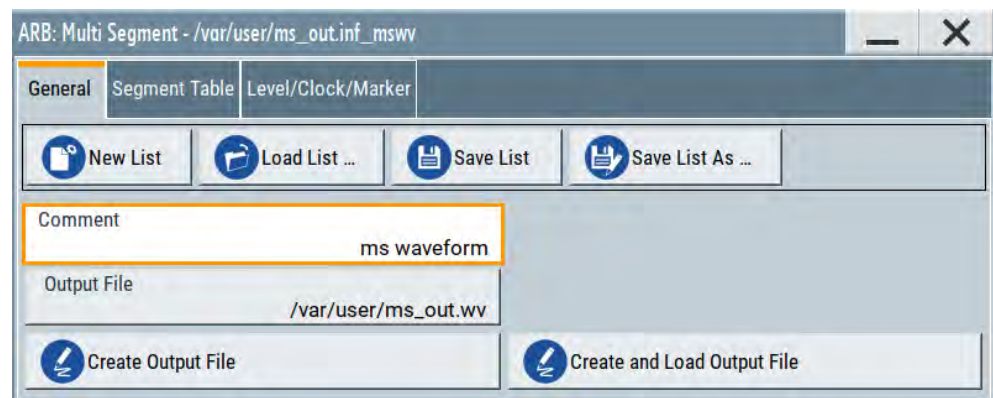 ARB: Multi Segment - /var/user/ms_out.inf_mswv
General Segment Table Level/Clock/Marker
New List Load List ... Save List Save List As ...
Comment
ms waveform
Output File
/var/user/ms_out.wv
Create Output File Create and Load Output File